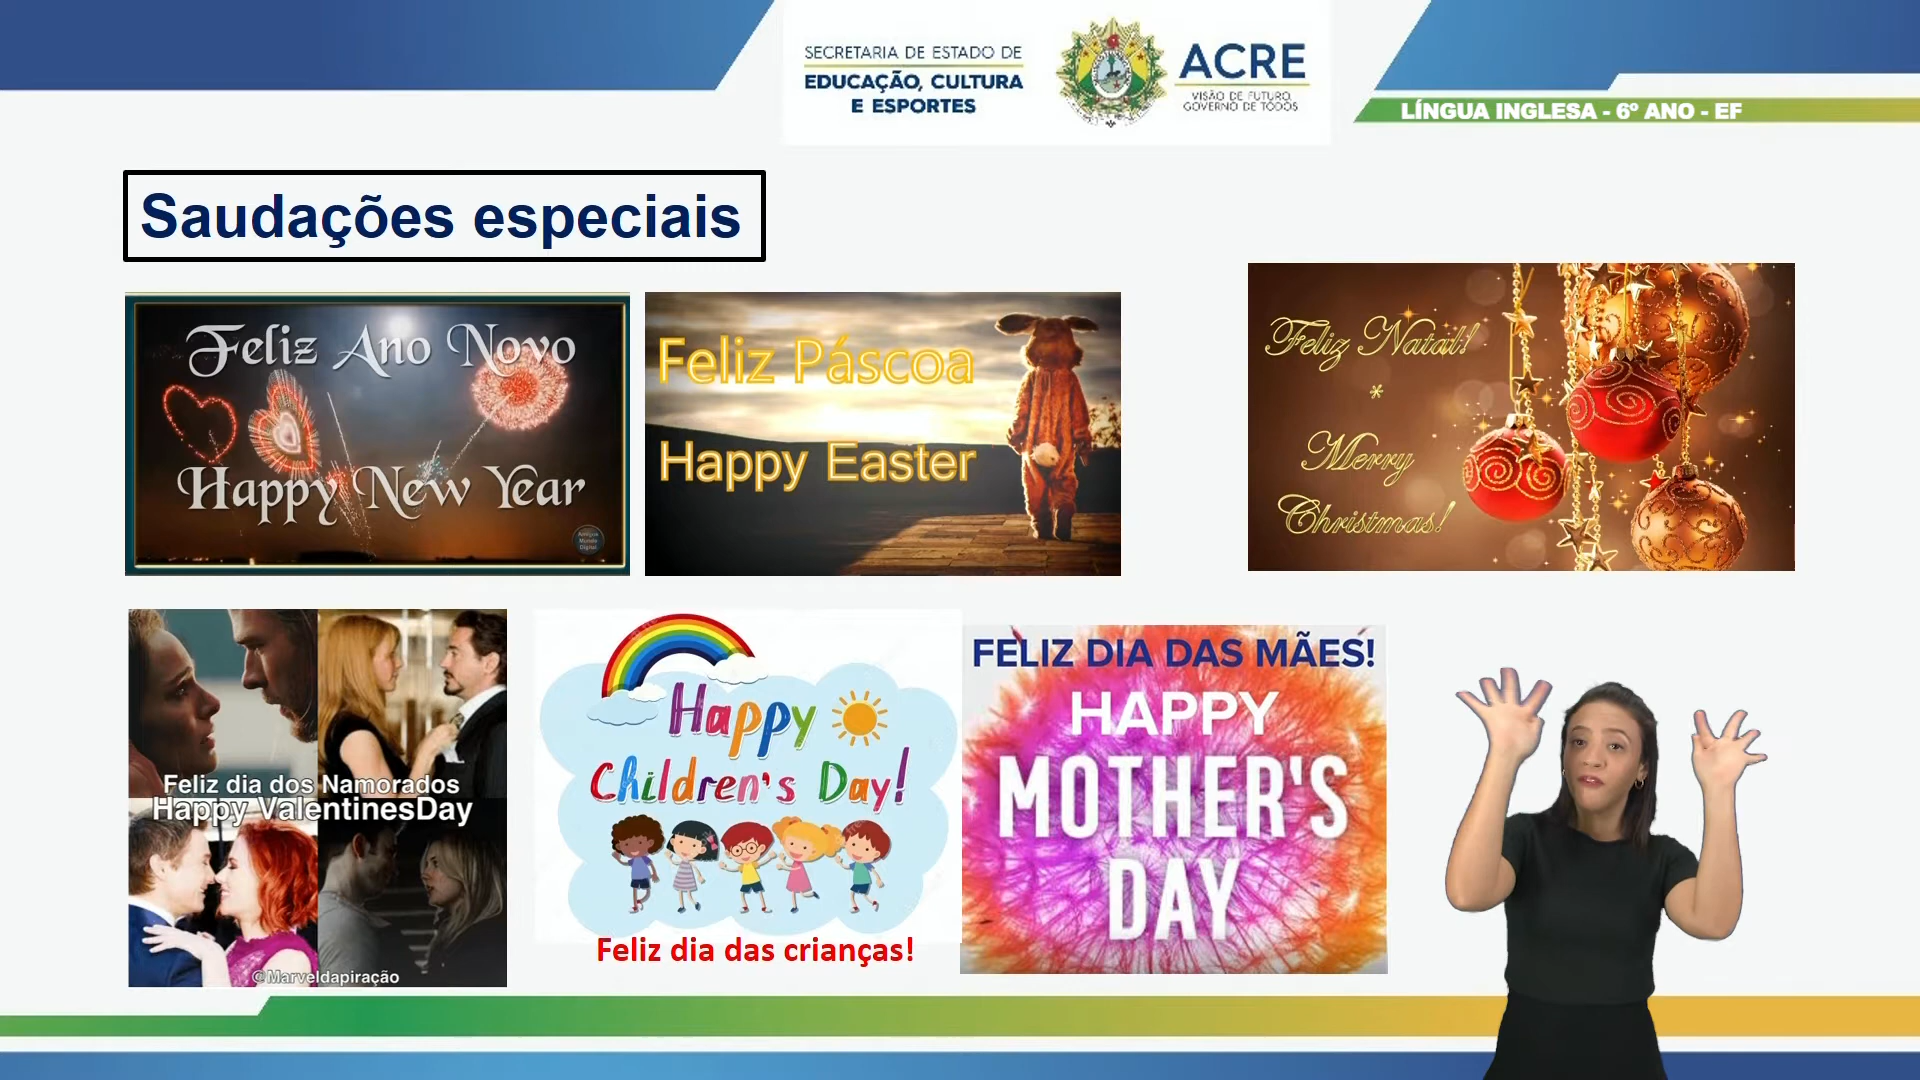 SECRETARIA DE ESTADO DE
EDUCAÇÃO, CULTURA
E ESPORTES
ACRE
VISÃO DE FUTURO,
GOVERNO DE TODOS
LÍNGUA INGLESA - 6º ANO - EF
Saudações especiais
Feliz Ano Novo
Happy New Year
Feliz Páscoa
Happy Easter
Feliz Natal!
*
Merry
Christmas!
Feliz dia dos Namorados
Happy ValentinesDay
@Marveldapiração
Happy
Children's Day!
Feliz dia das crianças!
FELIZ DIA DAS MÃES!
HAPPY
MOTHER'S
DAY